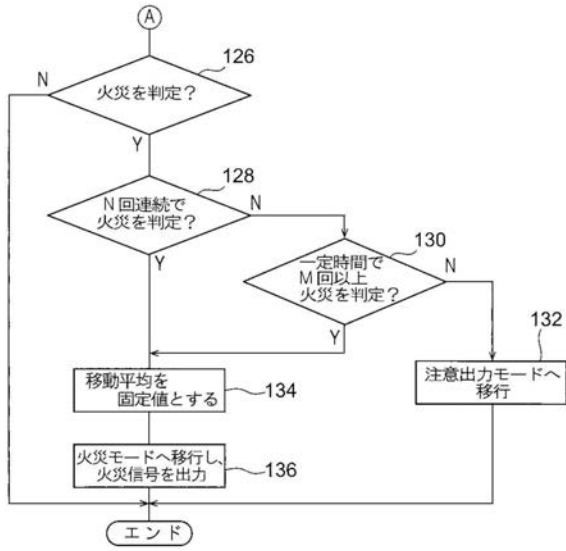 A
126
N
火災を判定?
Y
128
N回連続で
火災を判定?
N
Y
130
一定時間で
M回以上
火災を判定?
N
Y
132
注意出力モードへ
移行
移動平均を
固定値とする
134
火災モードへ移行し、
火災信号を出力
136
エンド